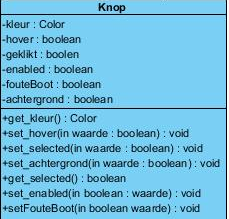 Knop
-kleur : Color
-hover : boolean
-geklikt : boolen
-enabled : boolean
-fouteBoot : boolean
-achtergrond : boolean
+get_kleur() : Color
+set_hover(in waarde : boolean) : void
+set_selected(in waarde : boolean) : void
+set_achtergrond(in waarde : boolean) : void
+get_selected() : boolean
+set_enabled(in boolean : waarde) : void
+setFouteBoot(in boolean waarde) : void